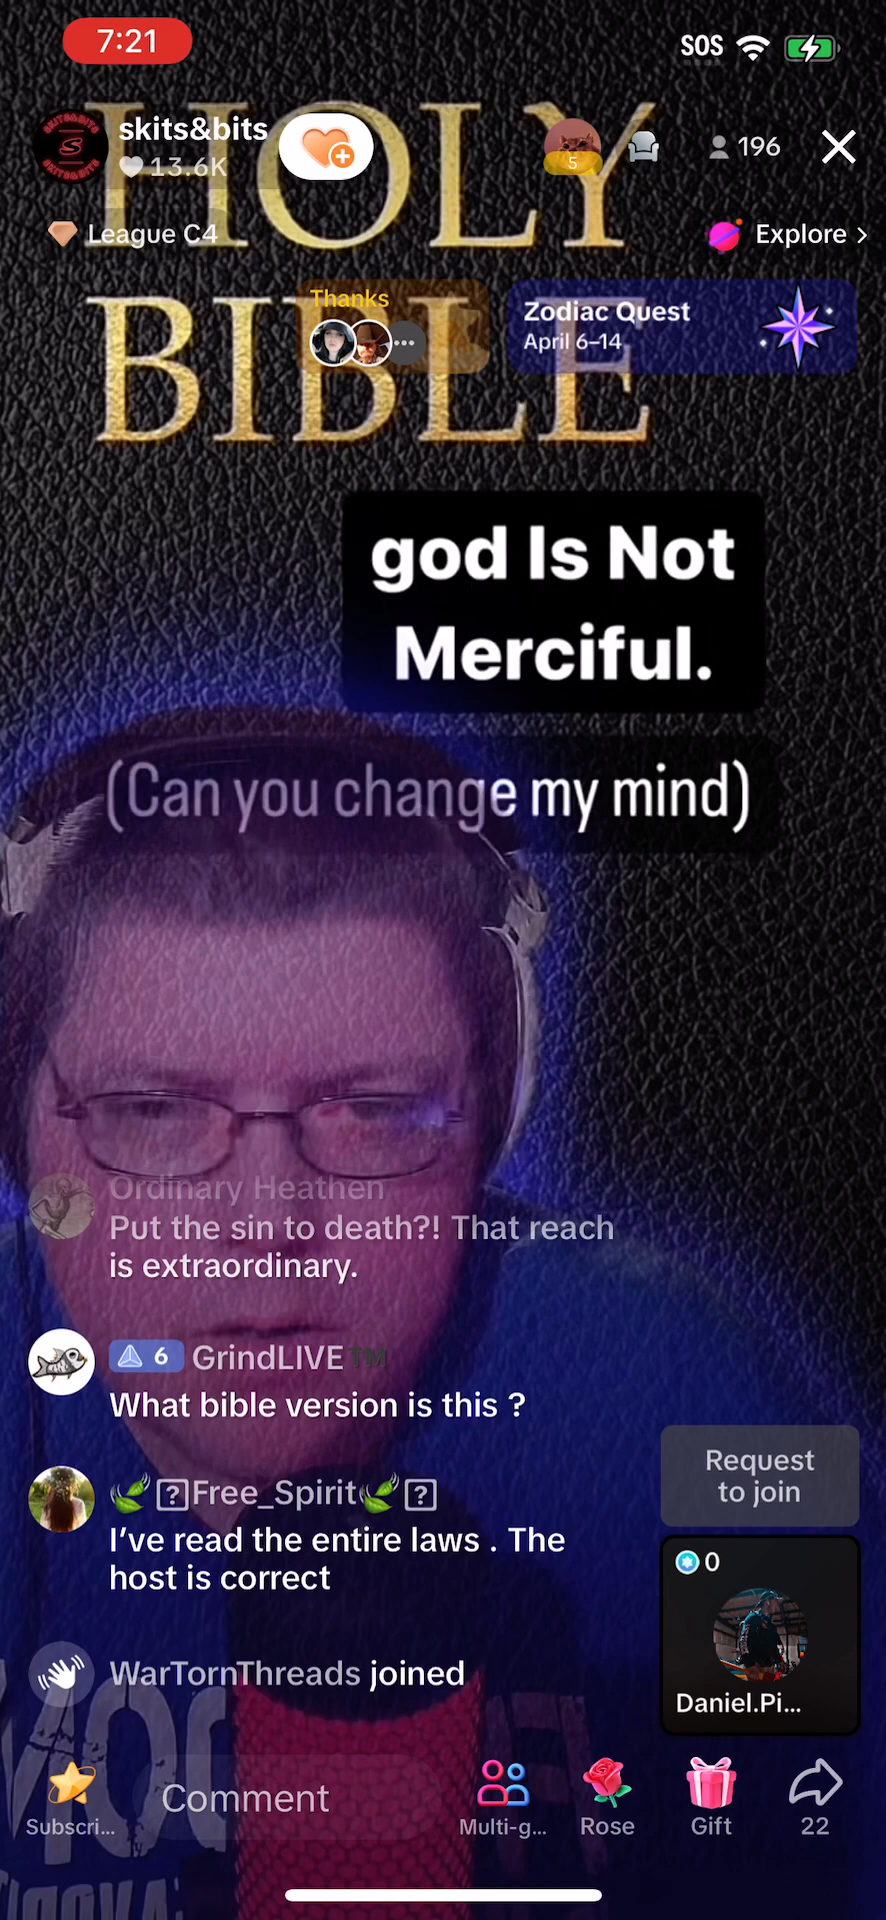 7:21
SOS
HOLY
skits&bits
13.6K
5
196
League C4
Explore >
BIBLE
Thanks
Zodiac Quest
April 6–14
god Is Not
Merciful.
(Can you change my mind)
Ordinary Heathen
Put the sin to death?! That reach
is extraordinary.
6 GrindLIVE™
What bible version is this ?
Free_Spirit
I’ve read the entire laws . The
host is correct
WarTornThreads joined
Request
to join
0
Daniel.Pi...
Subscri...
Comment
Multi-g...
Rose
Gift
22